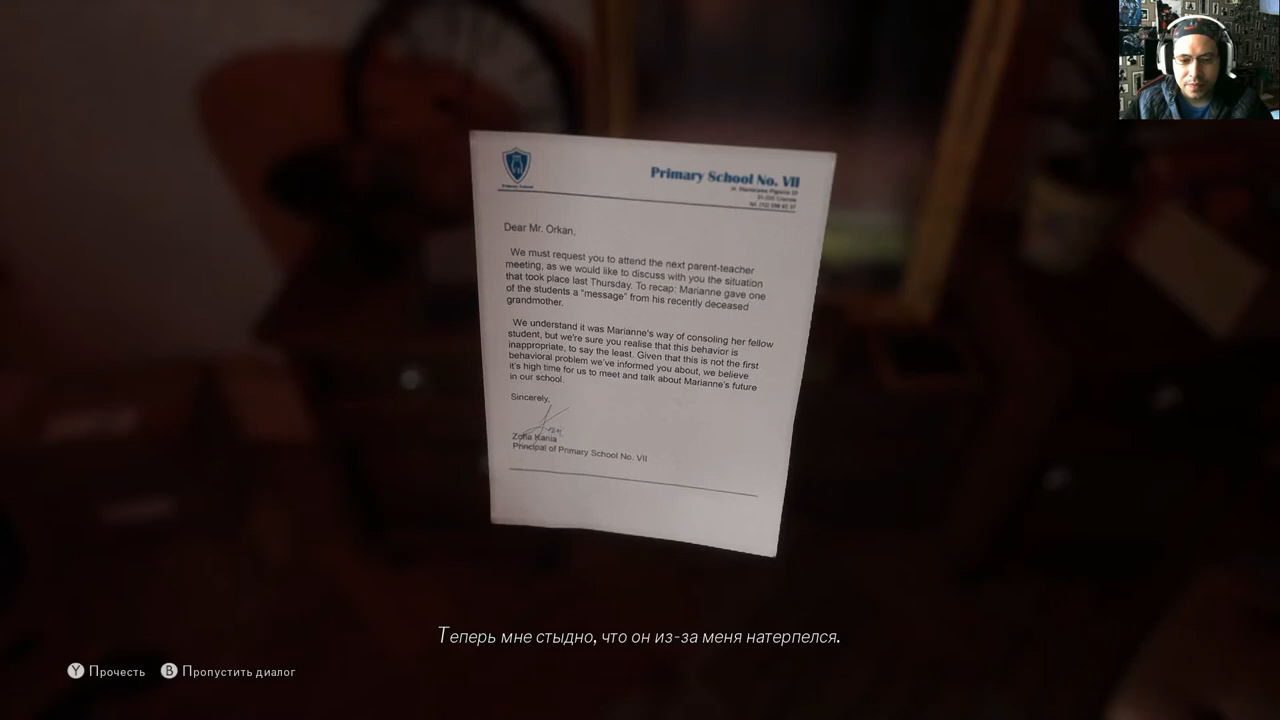 Primary School No. VII
Primary School
Dear Mr. Orkan,
We must request you to attend the next parent-teacher
meeting, as we would like to discuss with you the situation
that took place last Thursday. To recap: Marianne gave one
of the students a "message" from his recently deceased
grandmother.
We understand it was Marianne's way of consoling her fellow
student, but we're sure you realise that this behavior is
inappropriate, to say the least. Given that this is not the first
behavioral problem we've informed you about, we believe
it's high time for us to meet and talk about Marianne's future
in our school.
Sincerely,
Zofia Kania
Principal of Primary School No. VII
Теперь мне стыдно, что он из-за меня натерпелся.
Y Прочесть B Пропустить диалог